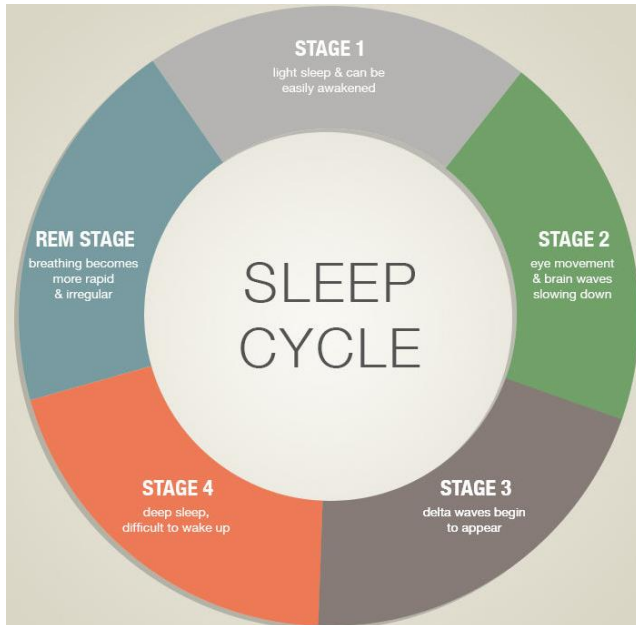 STAGE 1
light sleep & can be
easily awakened
STAGE 2
eye movement
& brain waves
slowing down
STAGE 3
delta waves begin
to appear
STAGE 4
deep sleep,
difficult to wake up
REM STAGE
breathing becomes
more rapid
& irregular
SLEEP
CYCLE